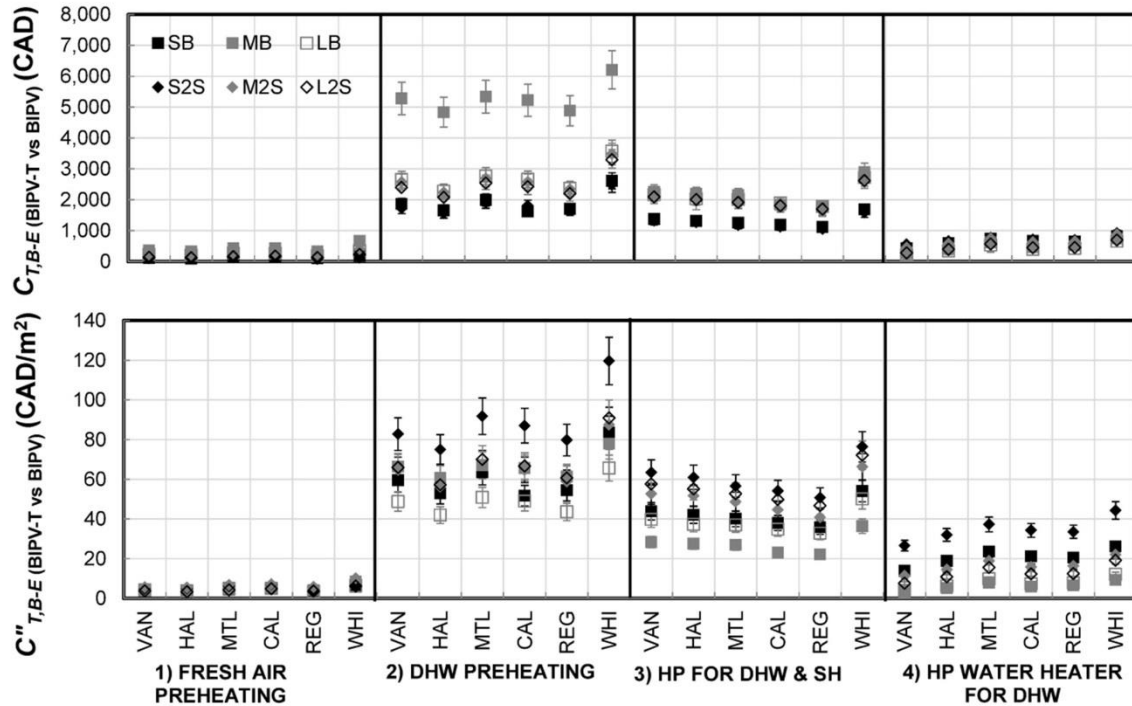 C_T,B-E (BIPV-T vs BIPV) (CAD)
8,000
7,000
6,000
5,000
4,000
3,000
2,000
1,000
0
SB MB LB
S2S M2S L2S
C"_T,B-E (BIPV-T vs BIPV) (CAD/m²)
140
120
100
80
60
40
20
0
VAN HAL MTL CAL REG WHI VAN HAL MTL CAL REG WHI VAN HAL MTL CAL REG WHI VAN HAL MTL CAL REG WHI
1) FRESH AIR
PREHEATING
2) DHW PREHEATING
3) HP FOR DHW & SH
4) HP WATER HEATER
FOR DHW